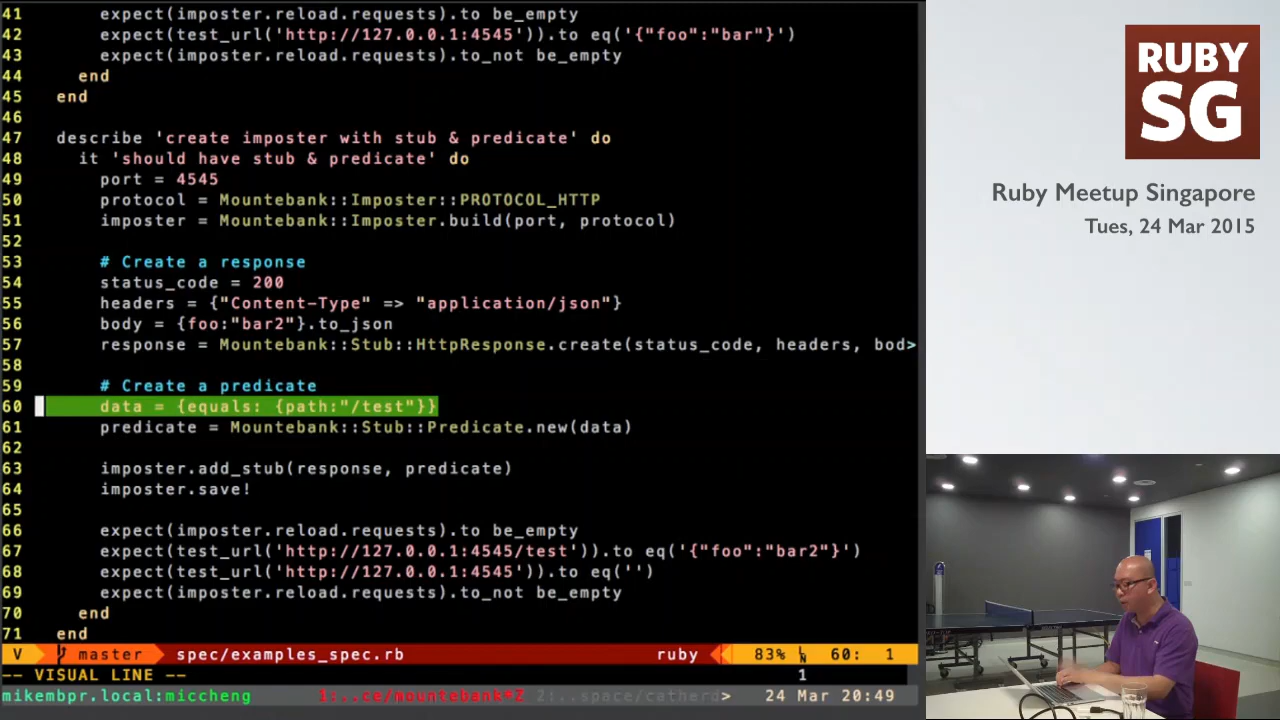 41       expect(imposter.reload.requests).to be_empty
42       expect(test_url('http://127.0.0.1:4545')).to eq('{"foo":"bar"}')
43       expect(imposter.reload.requests).to_not be_empty
44     end
45   end
46
47   describe 'create imposter with stub & predicate' do
48     it 'should have stub & predicate' do
49       port = 4545
50       protocol = Mountebank::Imposter::PROTOCOL_HTTP
51       imposter = Mountebank::Imposter.build(port, protocol)
52
53       # Create a response
54       status_code = 200
55       headers = {"Content-Type" => "application/json"}
56       body = {foo:"bar2"}.to_json
57       response = Mountebank::Stub::HttpResponse.create(status_code, headers, bod>
58
59       # Create a predicate
60       data = {equals: {path:"/test"}}
61       predicate = Mountebank::Stub::Predicate.new(data)
62
63       imposter.add_stub(response, predicate)
64       imposter.save!
65
66       expect(imposter.reload.requests).to be_empty
67       expect(test_url('http://127.0.0.1:4545/test')).to eq('{"foo":"bar2"}')
68       expect(test_url('http://127.0.0.1:4545')).to eq('')
69       expect(imposter.reload.requests).to_not be_empty
70     end
71   end
V master spec/examples_spec.rb ruby 83% 60: 1
-- VISUAL LINE -- 1
mikembpr.local:miccheng 1:..ce/mountebank*Z 2:..space/catherd> 24 Mar 20:49
RUBY
SG
Ruby Meetup Singapore
Tues, 24 Mar 2015